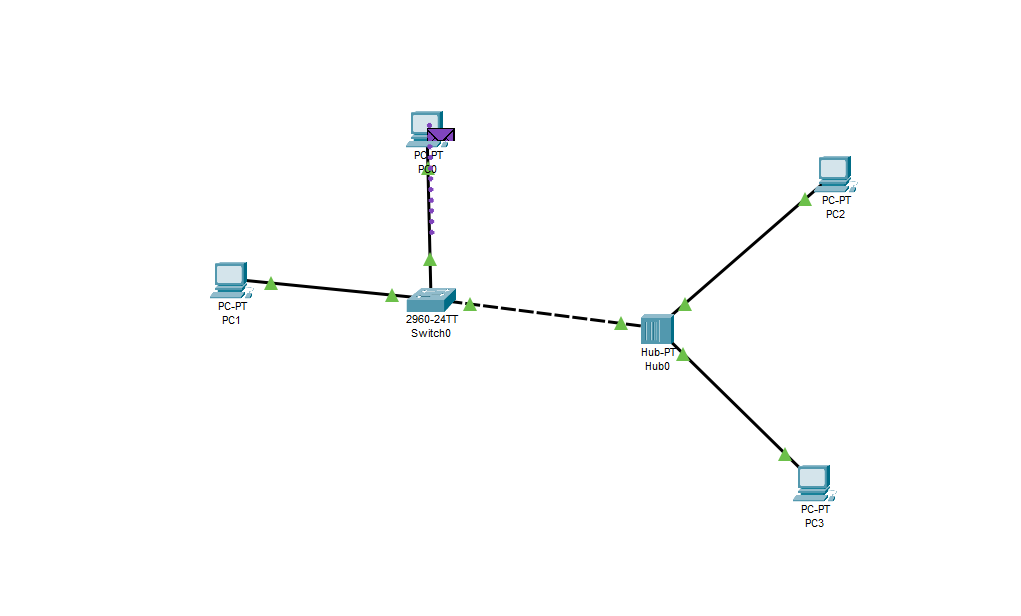 PC-PT
PC0
PC-PT
PC2
PC-PT
PC1
2960-24TT
Switch0
Hub-PT
Hub0
PC-PT
PC3